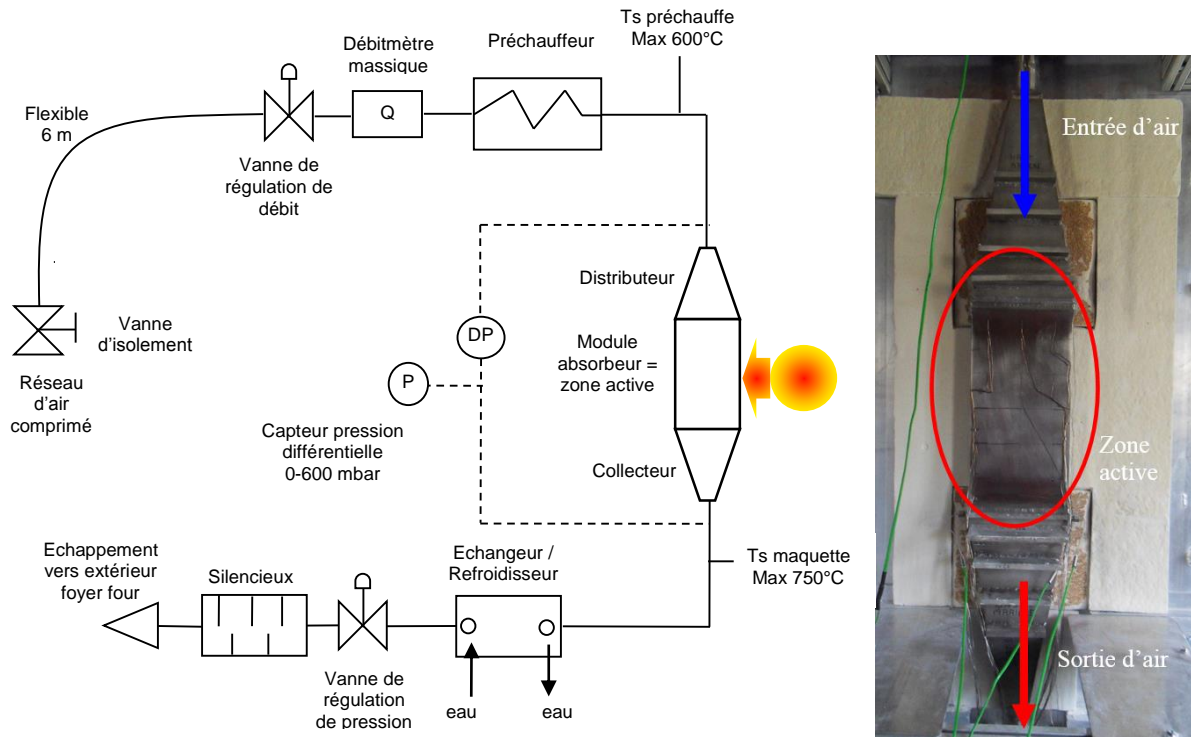 Ts préchauffe
Max 600°C
Débitmètre
massique
Préchauffeur
Flexible
6 m
Q
Vanne de
régulation de
débit
Entrée d’air
Distributeur
DP
Vanne
d’isolement
Module
absorbeur =
zone active
P
Réseau
d’air
comprimé
Capteur pression
différentielle
0-600 mbar
Collecteur
Zone
active
Echappement
vers extérieur
foyer four
Silencieux
Echangeur /
Refroidisseur
Ts maquette
Max 750°C
Sortie d’air
Vanne de
régulation
de pression
eau
eau